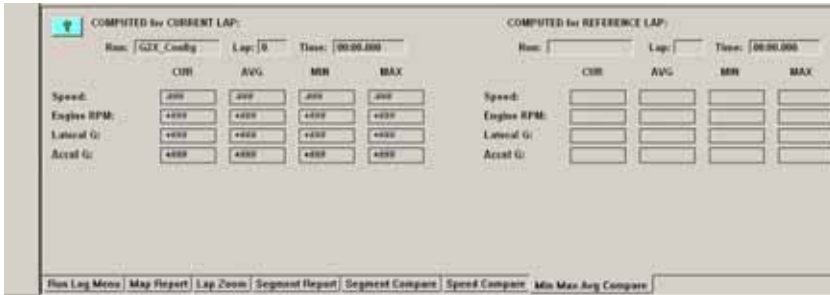 COMPUTED for CURRENT LAP: COMPUTED for REFERENCE LAP:
Run: G2X_Config Lap: 0 Time: 00:00.000 Run: Lap: Time: 00:00.000
CUR AVG MIN MAX CUR AVG MIN MAX
Speed: Speed:
Engine RPM: Engine RPM:
Lateral G: Lateral G:
Accel G: Accel G:
Run Log Menu Map Report Lap Zoom Segment Report Segment Compare Speed Compare Min Max Avg Compare